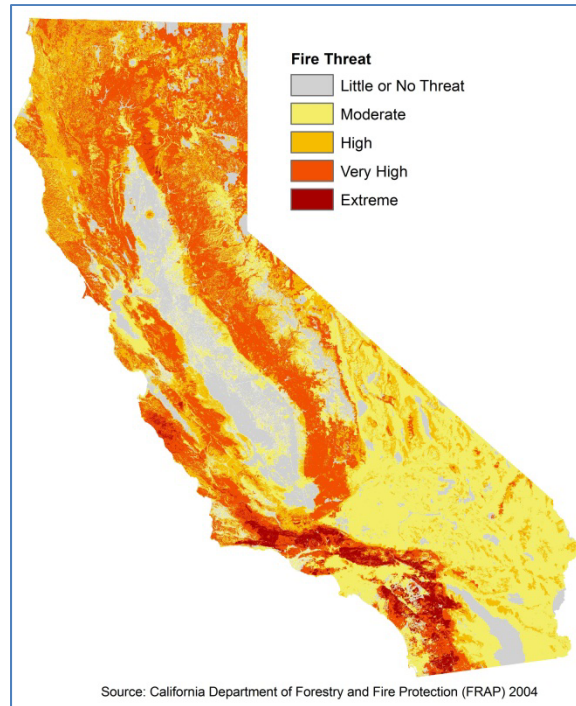 Fire Threat
Little or No Threat
Moderate
High
Very High
Extreme
Source: California Department of Forestry and Fire Protection (FRAP) 2004